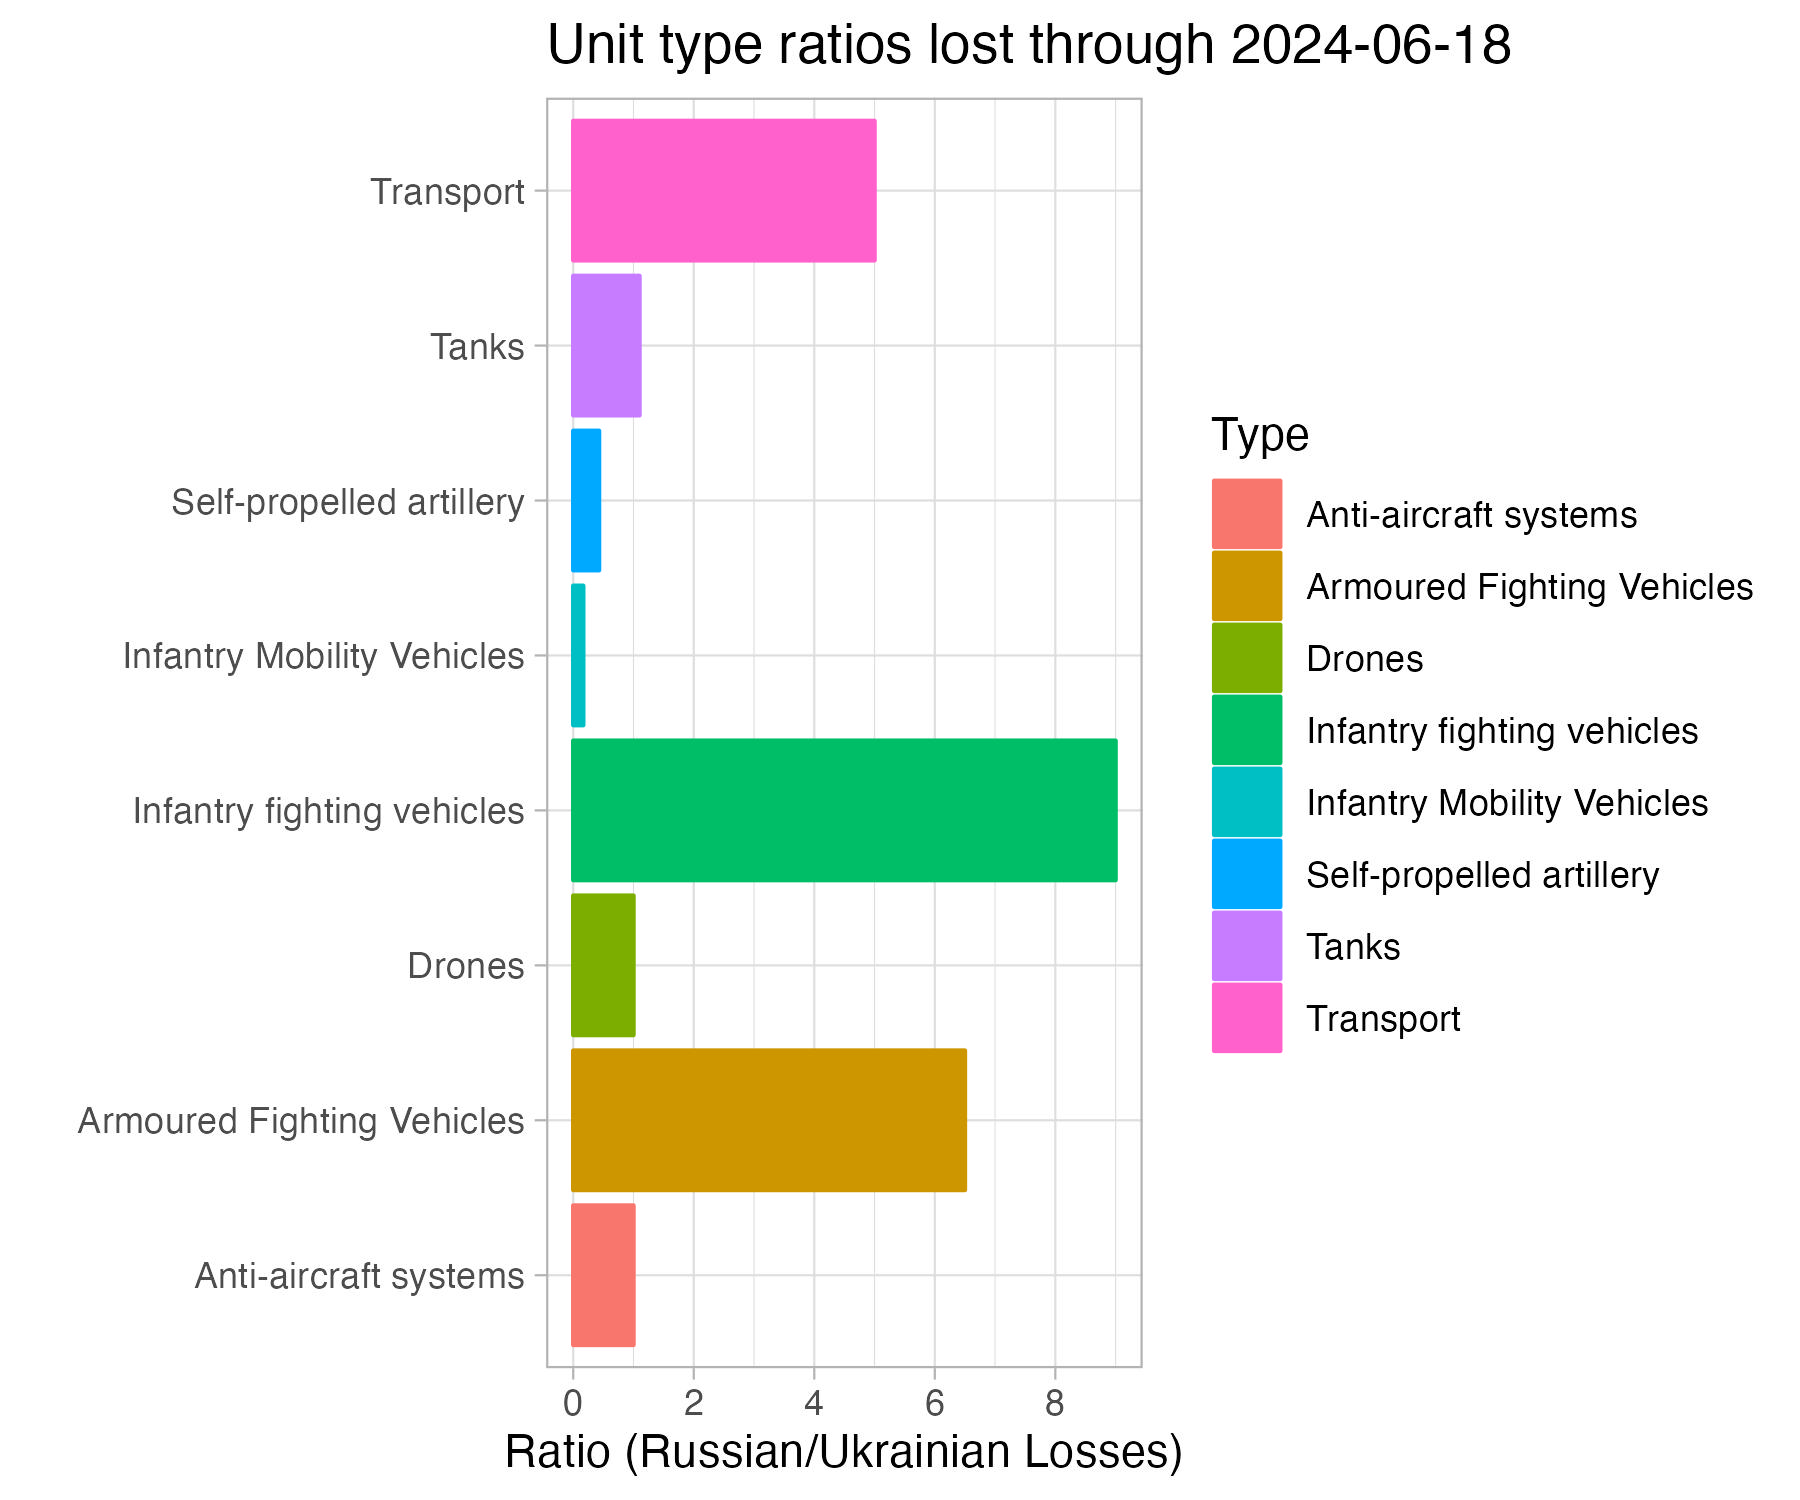 Unit type ratios lost through 2024-06-18
Transport
Tanks
Self-propelled artillery
Infantry Mobility Vehicles
Infantry fighting vehicles
Drones
Armoured Fighting Vehicles
Anti-aircraft systems
0 2 4 6 8
Ratio (Russian/Ukrainian Losses)
Type
Anti-aircraft systems
Armoured Fighting Vehicles
Drones
Infantry fighting vehicles
Infantry Mobility Vehicles
Self-propelled artillery
Tanks
Transport